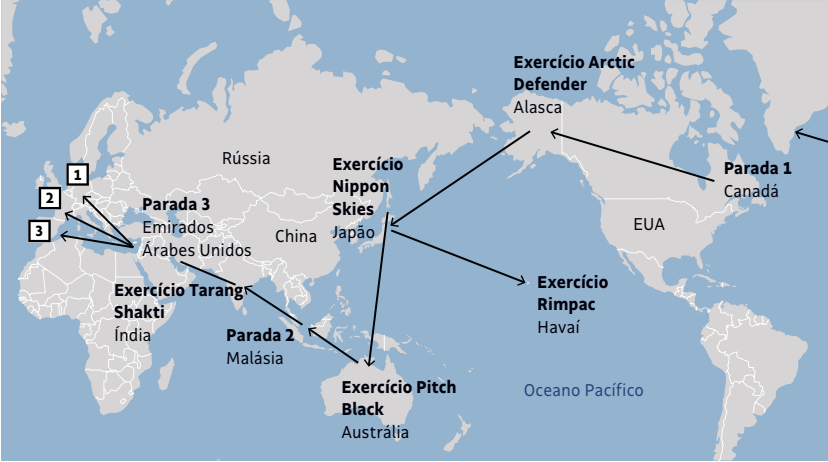 Exercício Arctic
Defender
Alasca
Parada 1
Canadá
EUA
Rússia
Exercício
Nippon
Skies
Japão
China
1
2
3
Parada 3
Emirados
Árabes Unidos
Exercício Tarang
Shakti
Índia
Parada 2
Malásia
Exercício
Rimpac
Havaí
Exercício Pitch
Black
Austrália
Oceano Pacífico